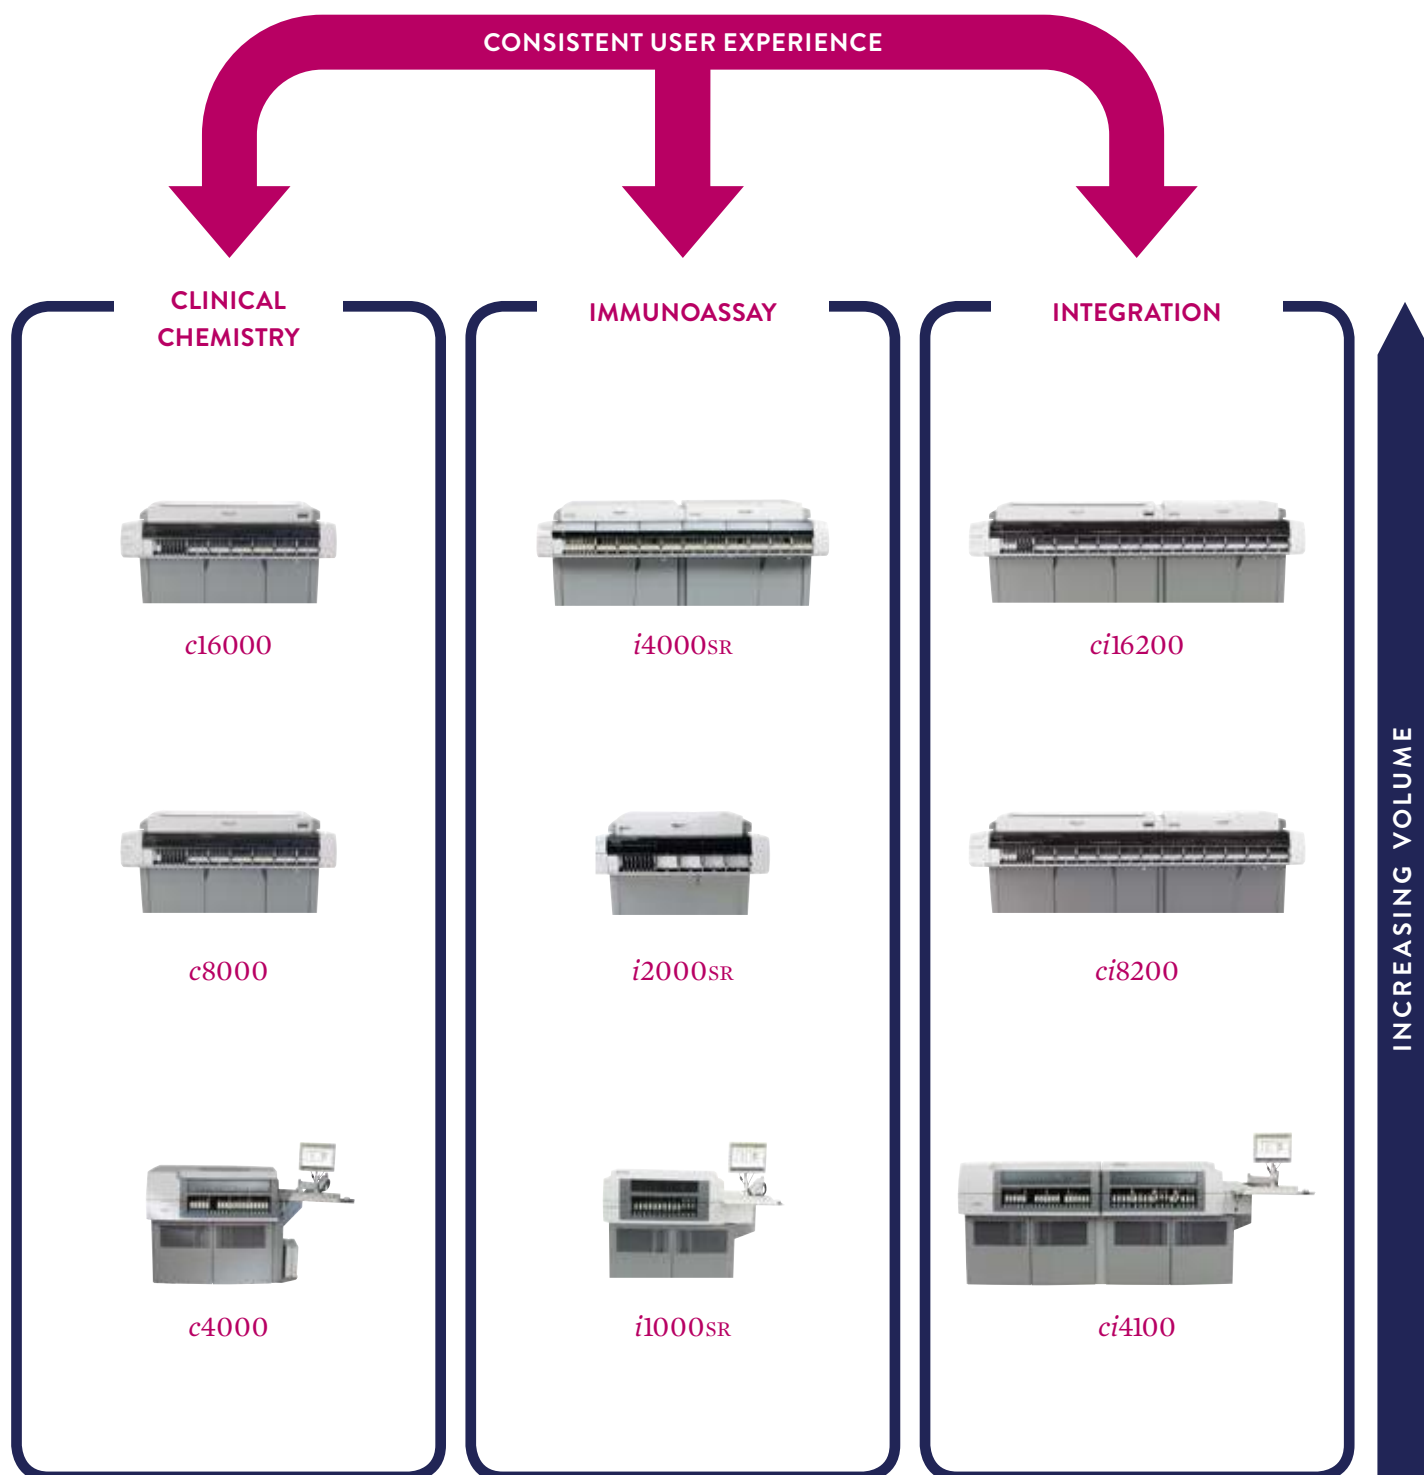 CONSISTENT USER EXPERIENCE
CLINICAL
CHEMISTRY
IMMUNOASSAY
INTEGRATION
c16000
i4000SR
ci16200
c8000
i2000SR
ci8200
c4000
i1000SR
ci4100
INCREASING VOLUME